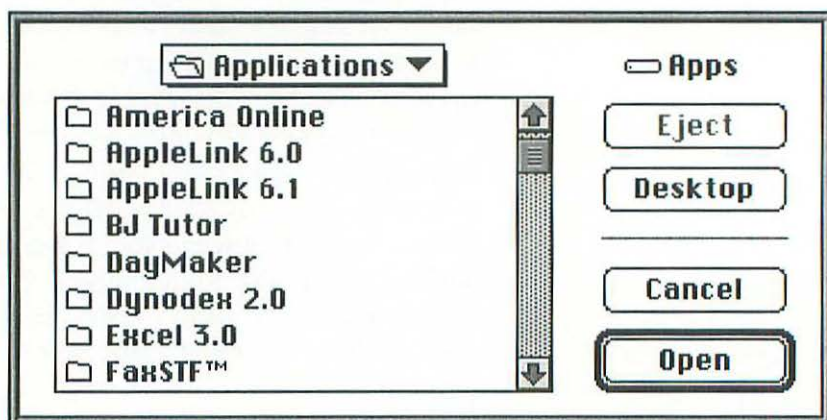 Applications
Apps
America Online
AppleLink 6.0
AppleLink 6.1
BJ Tutor
DayMaker
Dynodex 2.0
Excel 3.0
FaxSTF™
Eject
Desktop
Cancel
Open